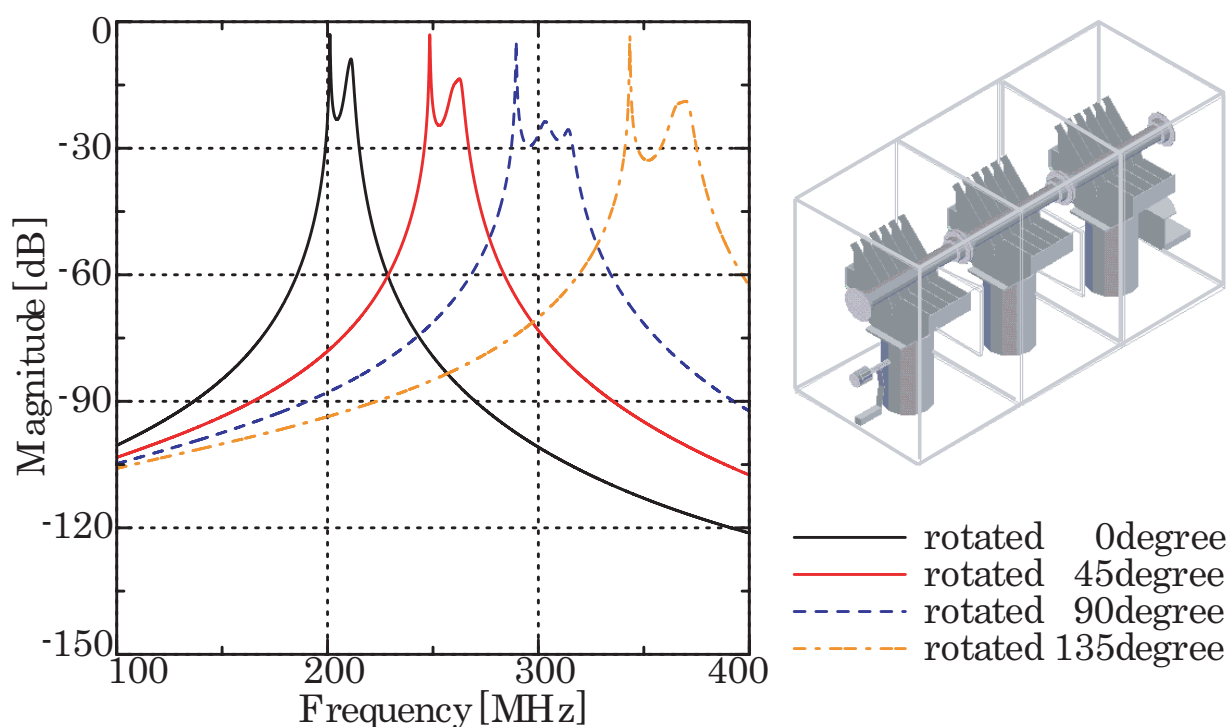 0
-30
-60
-90
-120
-150
Magnitude [dB]
100 200 300 400
Frequency [MHz]
rotated 0degree
rotated 45degree
rotated 90degree
rotated 135degree